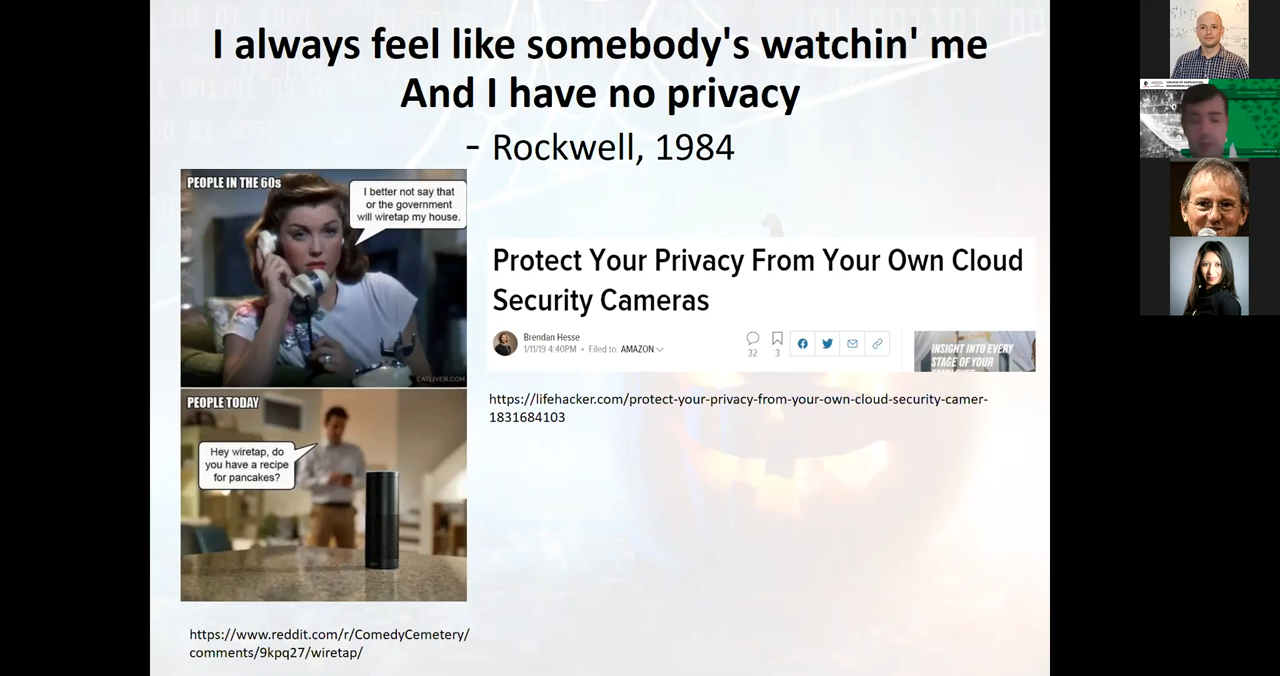 I always feel like somebody's watchin' me
And I have no privacy
- Rockwell, 1984
PEOPLE IN THE 60s
I better not say that
or the government
will wiretap my house.
EATLIVER.COM
PEOPLE TODAY
Hey wiretap, do
you have a recipe
for pancakes?
https://www.reddit.com/r/ComedyCemetery/
comments/9kpq27/wiretap/
Protect Your Privacy From Your Own Cloud
Security Cameras
Brendan Hesse
1/11/19 4:40PM • Filed to: AMAZON
32
3
INSIGHT INTO EVERY
STAGE OF YOUR
https://lifehacker.com/protect-your-privacy-from-your-own-cloud-security-camer-
1831684103